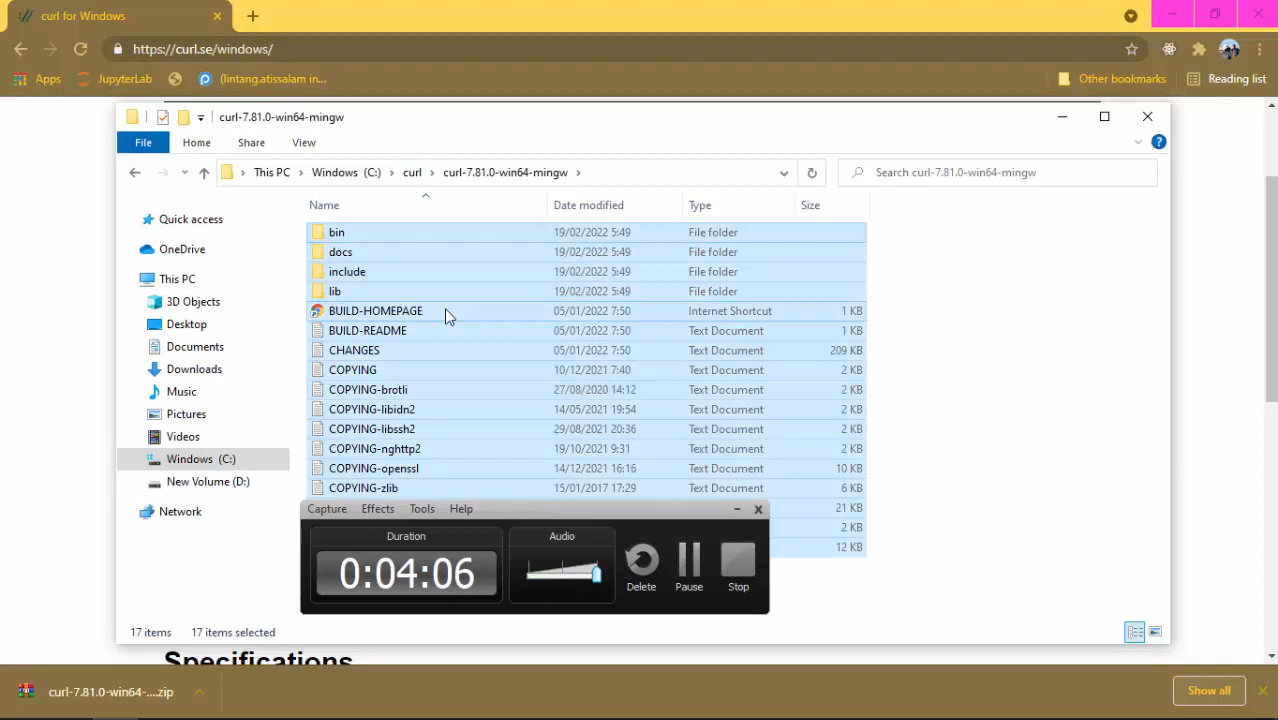 curl for Windows
https://curl.se/windows/
Apps
JupyterLab
(lintang.atissalam in...
Other bookmarks
Reading list
curl-7.81.0-win64-mingw
File
Home
Share
View
This PC
Windows (C:)
curl
curl-7.81.0-win64-mingw
Search curl-7.81.0-win64-mingw
Quick access
OneDrive
This PC
3D Objects
Desktop
Documents
Downloads
Music
Pictures
Videos
Windows (C:)
New Volume (D:)
Network
Name Date modified Type Size
bin 19/02/2022 5:49 File folder
docs 19/02/2022 5:49 File folder
include 19/02/2022 5:49 File folder
lib 19/02/2022 5:49 File folder
BUILD-HOMEPAGE 05/01/2022 7:50 Internet Shortcut 1 KB
BUILD-README 05/01/2022 7:50 Text Document 1 KB
CHANGES 05/01/2022 7:50 Text Document 209 KB
COPYING 10/12/2021 7:40 Text Document 2 KB
COPYING-brotli 27/08/2020 14:12 Text Document 2 KB
COPYING-libidn2 14/05/2021 19:54 Text Document 2 KB
COPYING-libssh2 29/08/2021 20:36 Text Document 2 KB
COPYING-nghttp2 19/10/2021 9:31 Text Document 2 KB
COPYING-openssl 14/12/2021 16:16 Text Document 10 KB
COPYING-zlib 15/01/2017 17:29 Text Document 6 KB
21 KB
2 KB
12 KB
Capture Effects Tools Help
Duration
0:04:06
Audio
Delete
Pause
Stop
17 items
17 items selected
Specifications
curl-7.81.0-win64-....zip
Show all